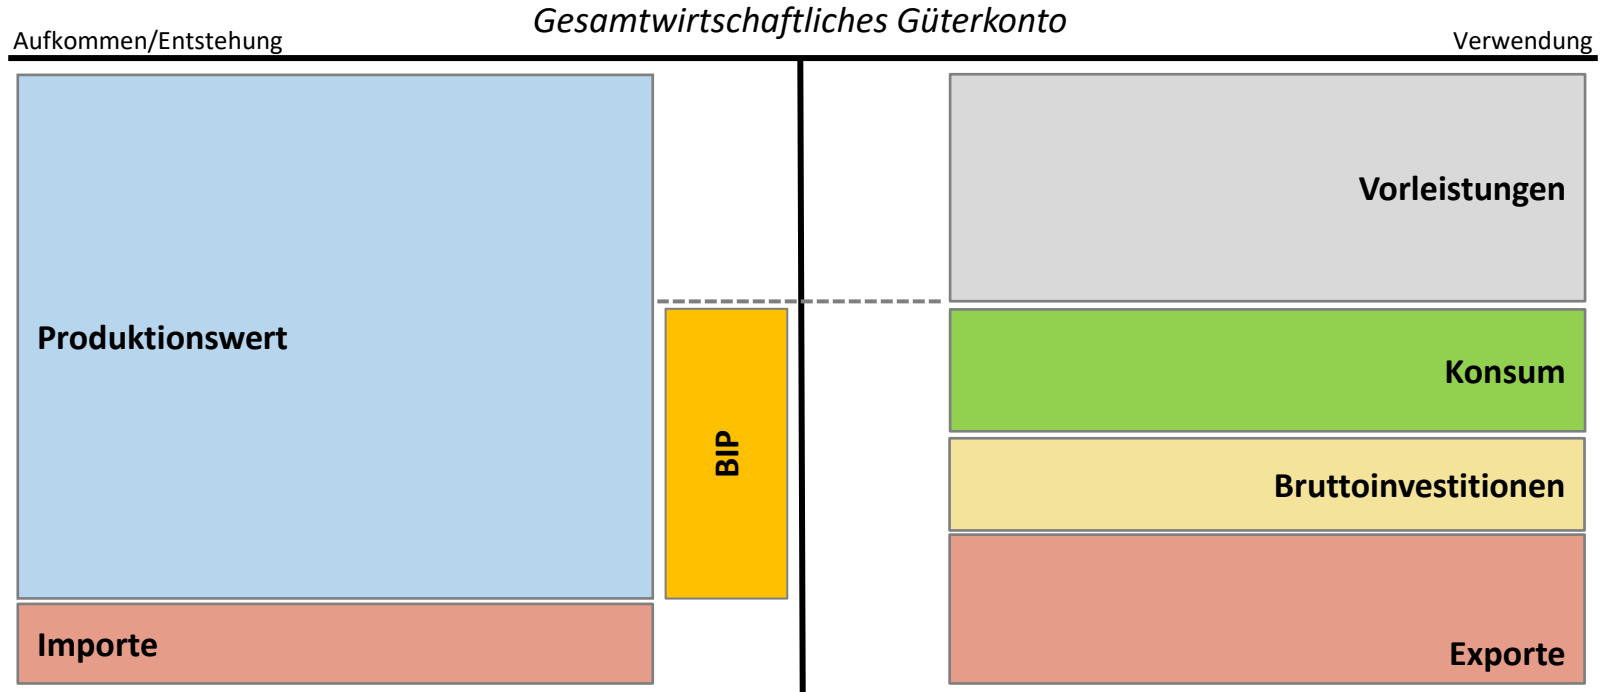 Gesamtwirtschaftliches Güterkonto
Aufkommen/Entstehung
Verwendung
Vorleistungen
Produktionswert
Konsum
BIP
Bruttoinvestitionen
Importe
Exporte